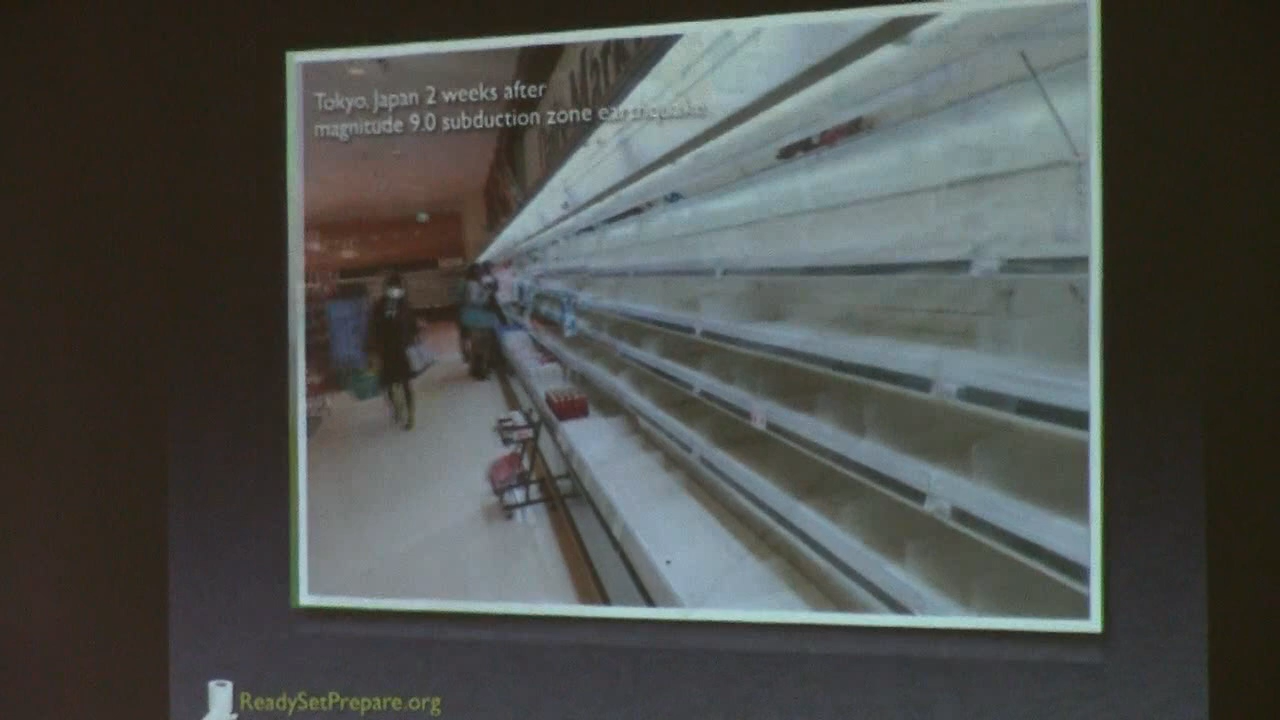 Tokyo, Japan 2 weeks after
magnitude 9.0 subduction zone earthquake
ReadySetPrepare.org